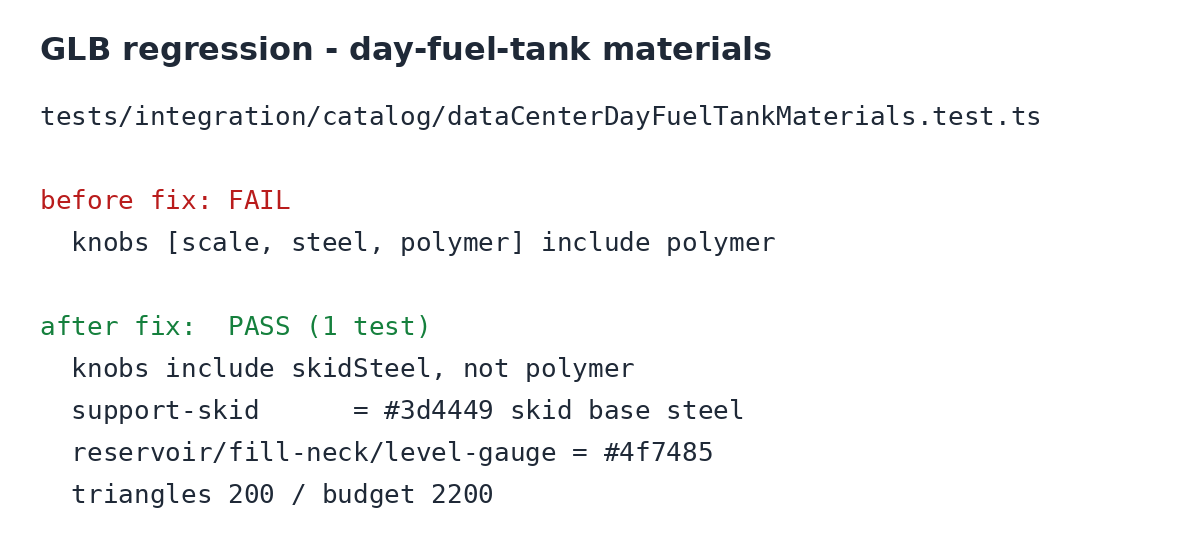 GLB regression - day-fuel-tank materials
tests/integration/catalog/dataCenterDayFuelTankMaterials.test.ts
before fix: FAIL
knobs [scale, steel, polymer] include polymer
after fix:  PASS (1 test)
knobs include skidSteel, not polymer
support-skid      = #3d4449 skid base steel
reservoir/fill-neck/level-gauge = #4f7485
triangles 200 / budget 2200